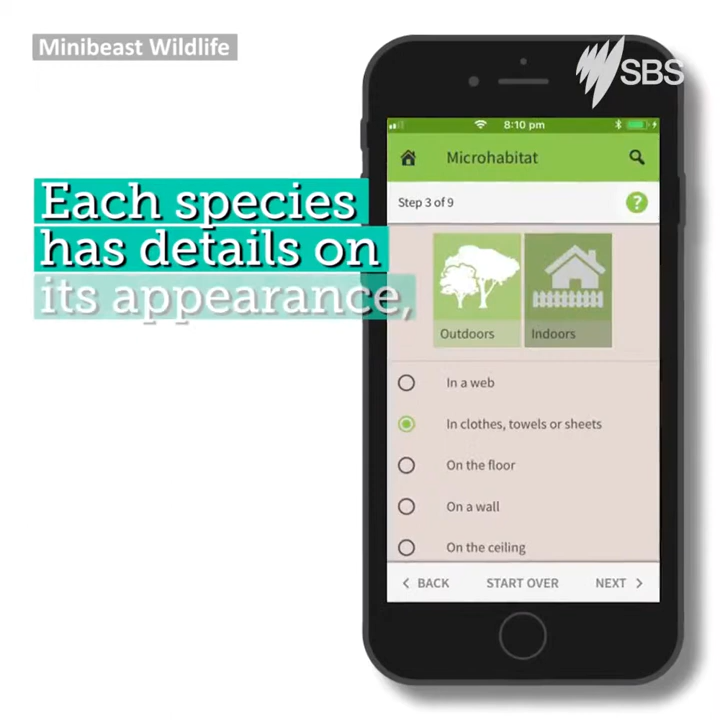 Minibeast Wildlife
SBS
8:10 pm
Microhabitat
Each species
has details on
its appearance,
Step 3 of 9
?
Outdoors
Indoors
In a web
In clothes, towels or sheets
On the floor
On a wall
On the ceiling
BACK
START OVER
NEXT